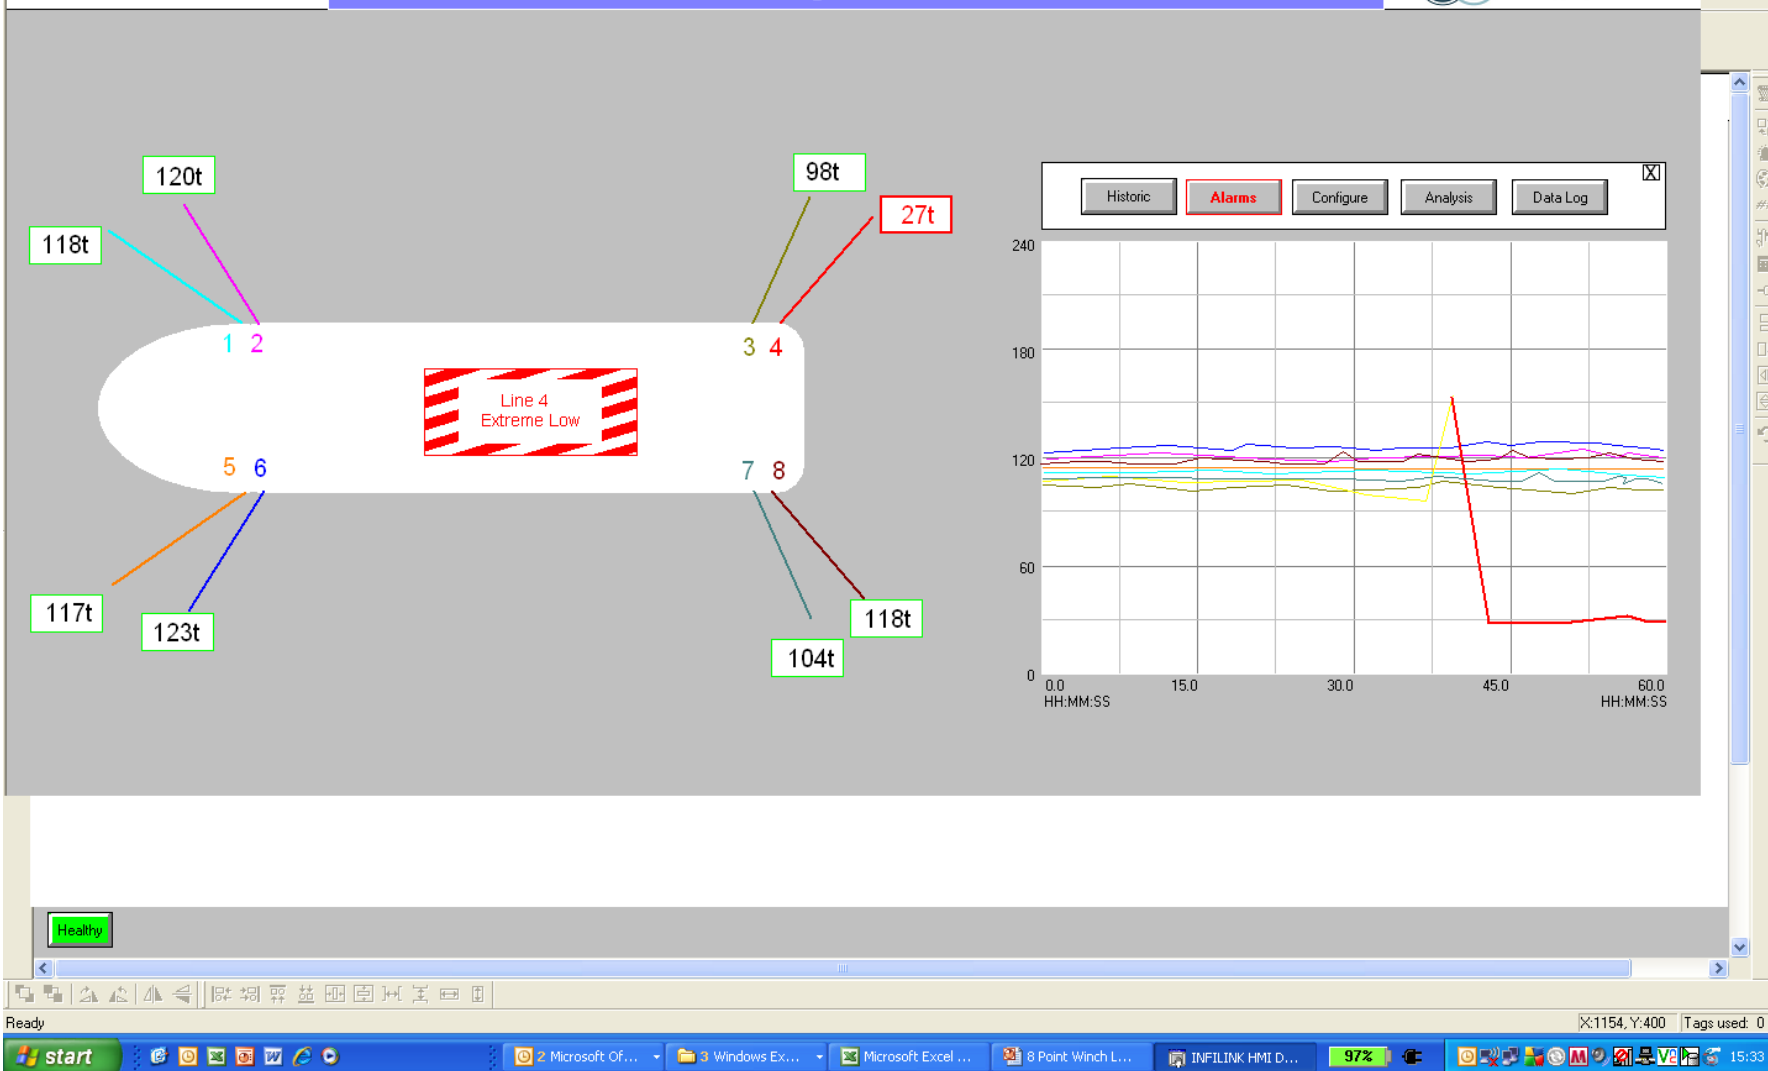 120t
98t
27t
118t
Historic
Alarms
Configure
Analysis
Data Log
X
1 2
3 4
Line 4
Extreme Low
5 6
7 8
117t
123t
118t
104t
240
180
120
60
0
0.0 15.0 30.0 45.0 60.0
HH:MM:SS HH:MM:SS
Healthy
Ready
X:1154, Y:400 Tags used: 0
start
2 Microsoft Of...
3 Windows Ex...
Microsoft Excel ...
8 Point Winch L...
INFILINK HMI D...
97%
15:33